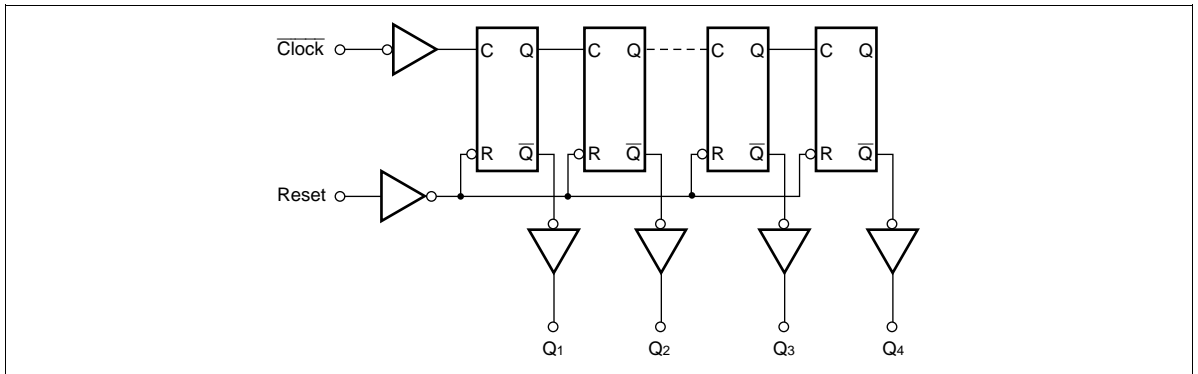 Clock C Q C Q C Q C Q
R Q R Q R Q R Q
Reset
Q1 Q2 Q3 Q4